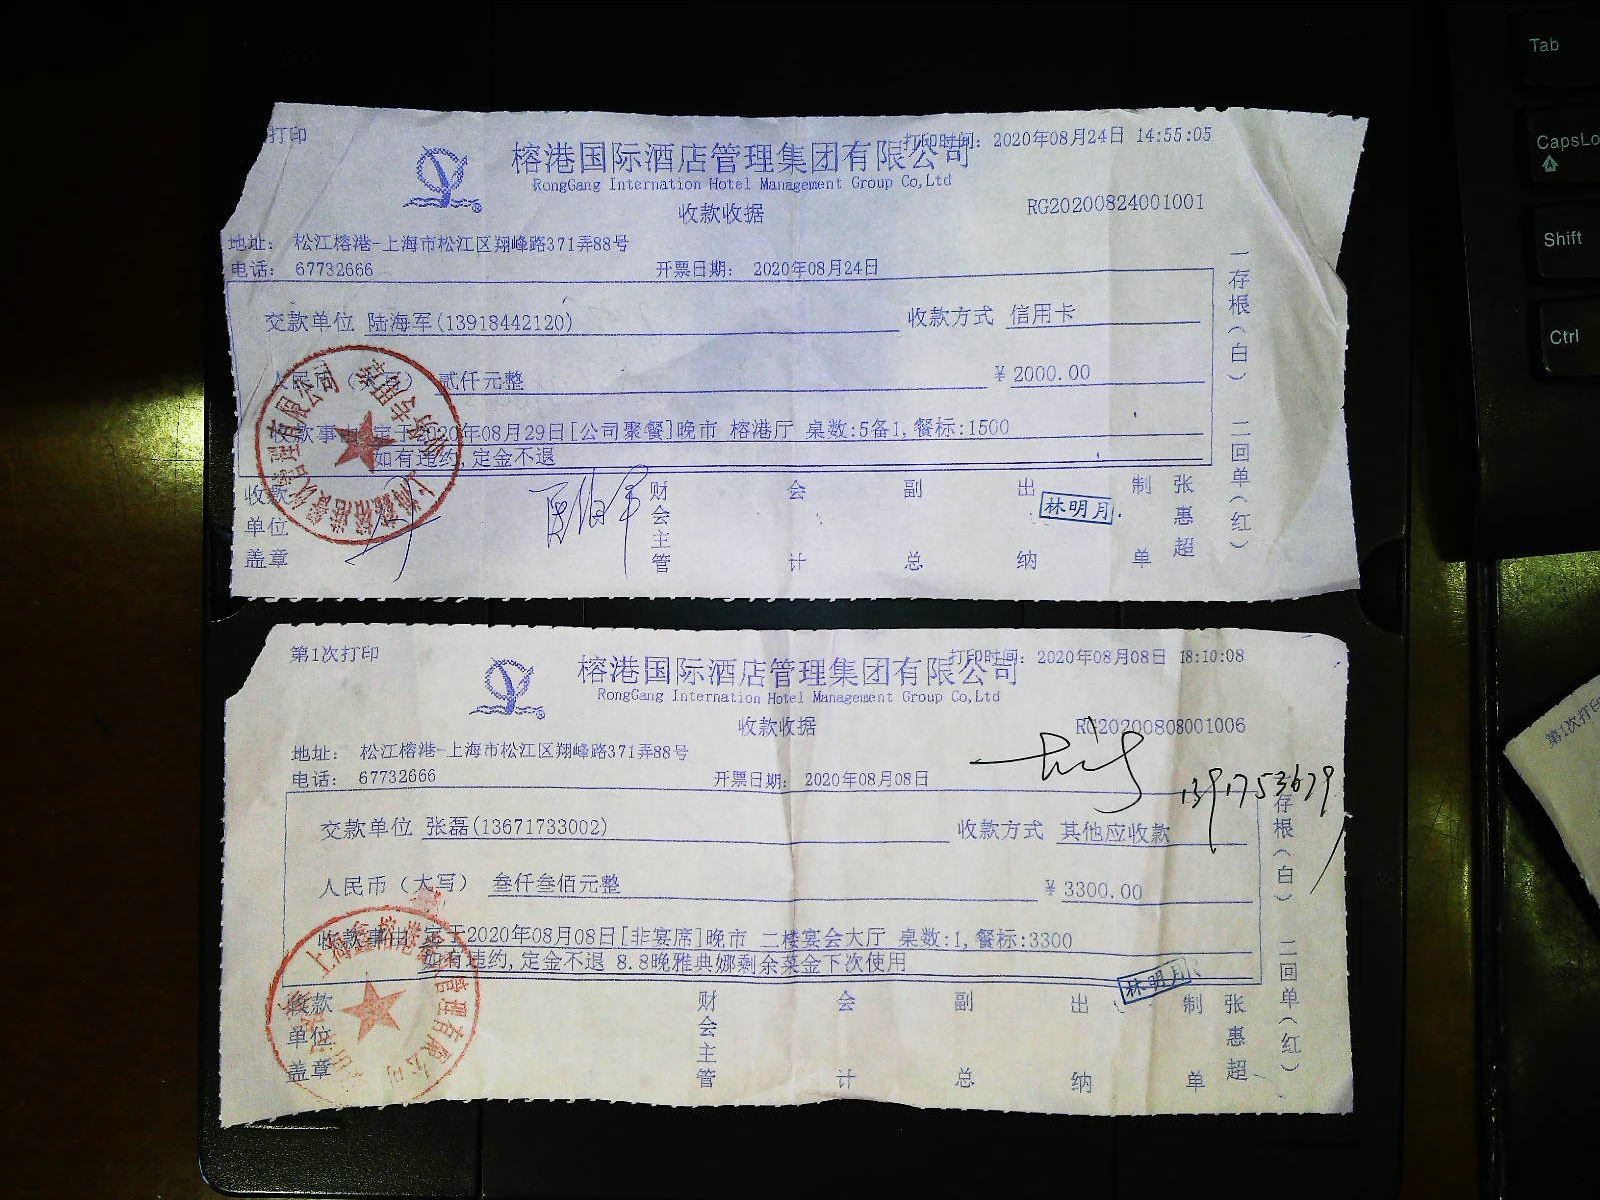 打印
打印时间: 2020年08月24日 14:55:05
榕港国际酒店管理集团有限公司
RongGang Internation Hotel Management Group Co,Ltd
收款收据
RG20200824001001
地址: 松江榕港-上海市松江区翔峰路371弄88号
电话: 67732666
开票日期: 2020年08月24日
交款单位 陆海军(13918442120)
收款方式 信用卡
人民币(大写) 贰仟元整
¥ 2000.00
收款事由 定于2020年08月29日[公司聚餐]晚市 榕港厅 桌数:5备1,餐标:1500
如有违约,定金不退
收款单位盖章
财会主管
会计
副总
出纳
林明月
制单
张惠超
一存根(白) 二回单(红)
第1次打印
打印时间: 2020年08月08日 18:10:08
榕港国际酒店管理集团有限公司
RongGang Internation Hotel Management Group Co,Ltd
收款收据
RG20200808001006
地址: 松江榕港-上海市松江区翔峰路371弄88号
电话: 67732666
开票日期: 2020年08月08日
交款单位 张磊(13671733002)
收款方式 其他应收款
人民币(大写) 叁仟叁佰元整
¥ 3300.00
收款事由 定于2020年08月08日[非宴席]晚市 二楼宴会大厅 桌数:1,餐标:3300
如有违约,定金不退 8.8晚雅典娜剩余菜金下次使用
收款单位盖章
财会主管
会计
副总
出纳
林明月
制单
张惠超
存根(白) 二回单(红)
第1次打印
Tab
CapsLo
Shift
Ctrl